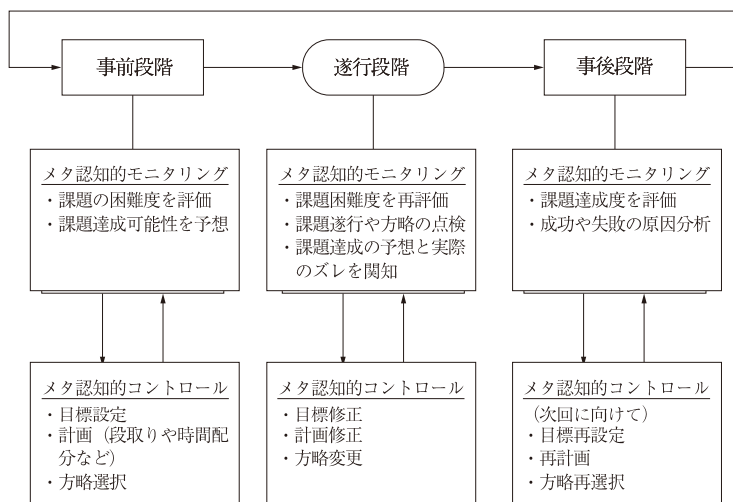 事前段階
遂行段階
事後段階
メタ認知的モニタリング
・課題の困難度を評価
・課題達成可能性を予想
メタ認知的モニタリング
・課題困難度を再評価
・課題遂行や方略の点検
・課題達成の予想と実際
のズレを関知
メタ認知的モニタリング
・課題達成度を評価
・成功や失敗の原因分析
メタ認知的コントロール
・目標設定
・計画（段取りや時間配
分など）
・方略選択
メタ認知的コントロール
・目標修正
・計画修正
・方略変更
メタ認知的コントロール
（次回に向けて）
・目標再設定
・再計画
・方略再選択